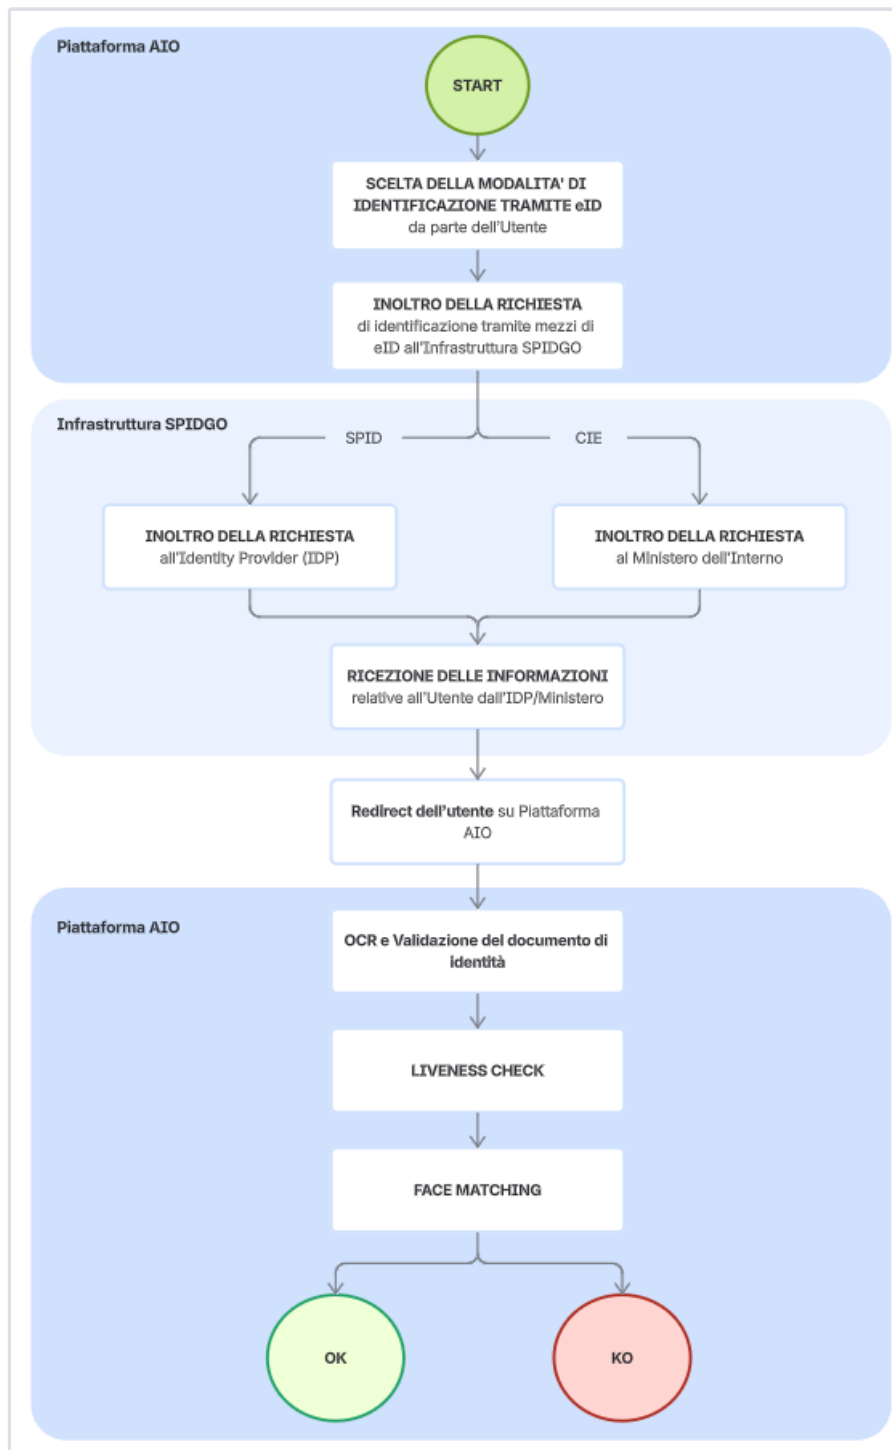 Piattaforma AIO
START
SCELTA DELLA MODALITA' DI
IDENTIFICAZIONE TRAMITE eID
da parte dell'Utente
INOLTRO DELLA RICHIESTA
di identificazione tramite mezzi di
eID all'Infrastruttura SPIDGO
Infrastruttura SPIDGO
SPID
CIE
INOLTRO DELLA RICHIESTA
all'Identity Provider (IDP)
INOLTRO DELLA RICHIESTA
al Ministero dell'Interno
RICEZIONE DELLE INFORMAZIONI
relative all'Utente dall'IDP/Ministero
Redirect dell'utente su Piattaforma
AIO
Piattaforma AIO
OCR e Validazione del documento di
identità
LIVENESS CHECK
FACE MATCHING
OK
KO